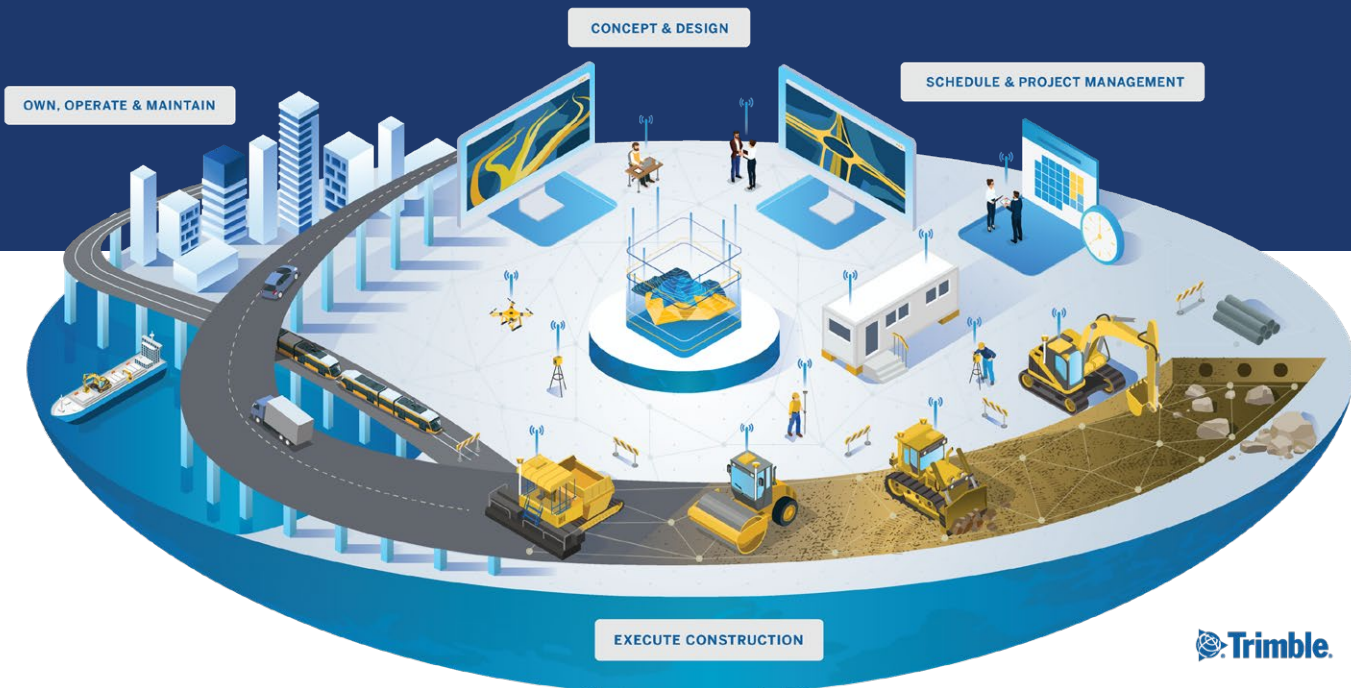 CONCEPT & DESIGN
SCHEDULE & PROJECT MANAGEMENT
OWN, OPERATE & MAINTAIN
EXECUTE CONSTRUCTION
Trimble.